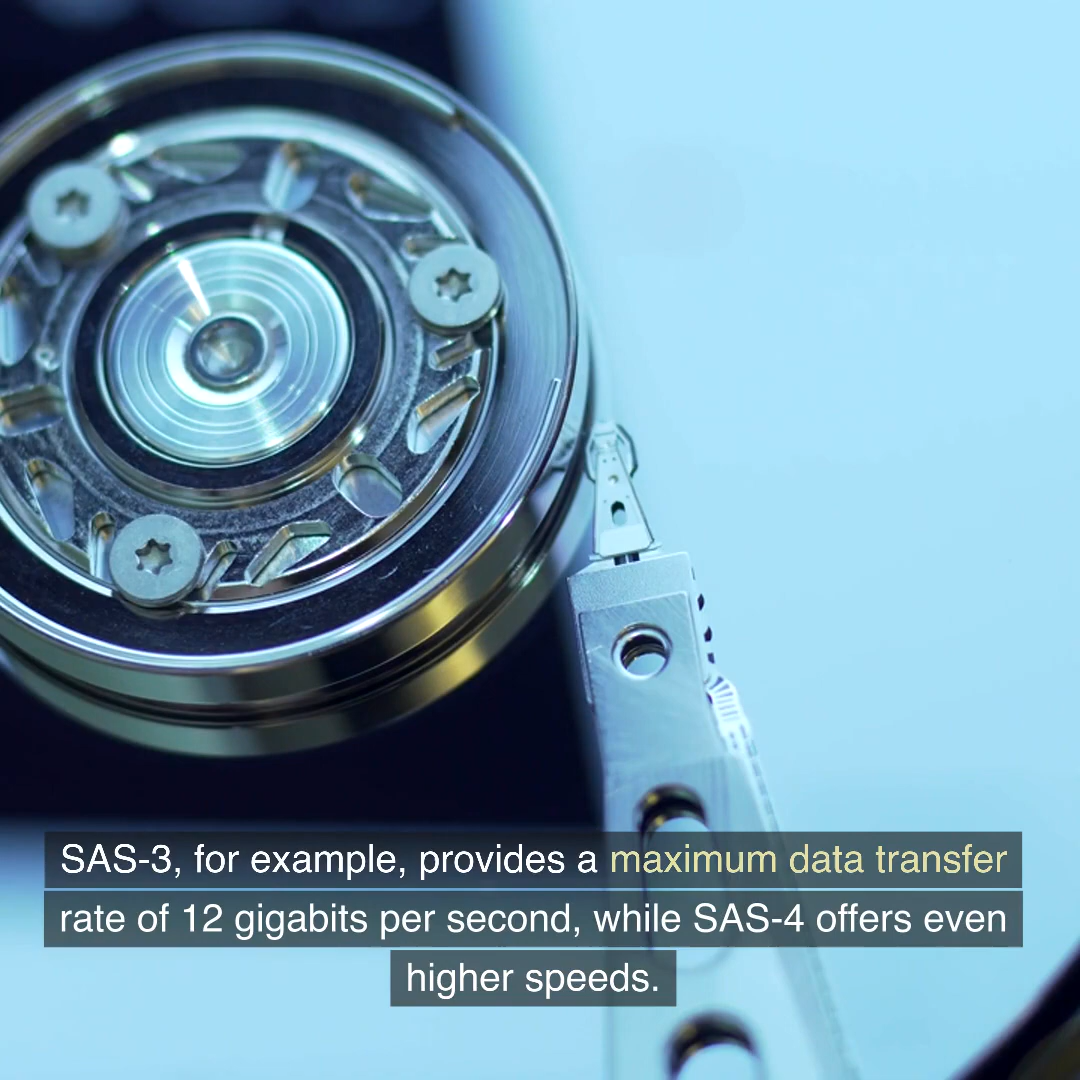 SAS-3, for example, provides a maximum data transfer
rate of 12 gigabits per second, while SAS-4 offers even
higher speeds.